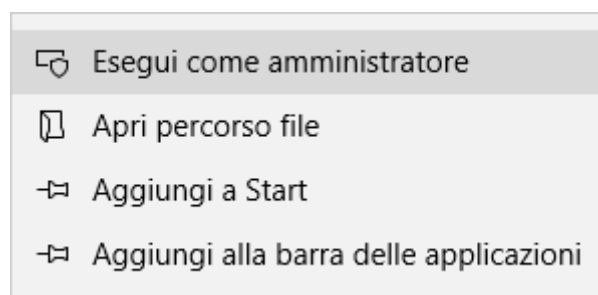 Esegui come amministratore
Apri percorso file
Aggiungi a Start
Aggiungi alla barra delle applicazioni